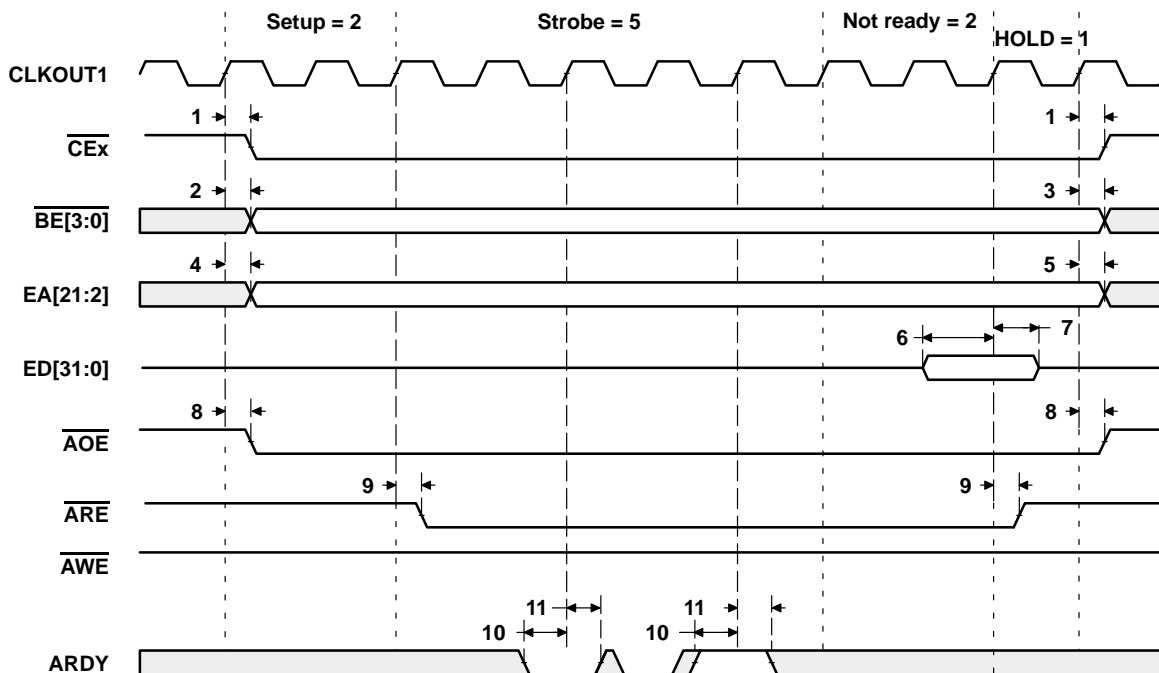 Setup = 2 Strobe = 5 Not ready = 2 HOLD = 1
CLKOUT1
1 1
CEx
2 3
BE[3:0]
4 5
EA[21:2]
6 7
ED[31:0]
8 8
AOE
9 9
ARE
AWE
11 11
10 10
ARDY